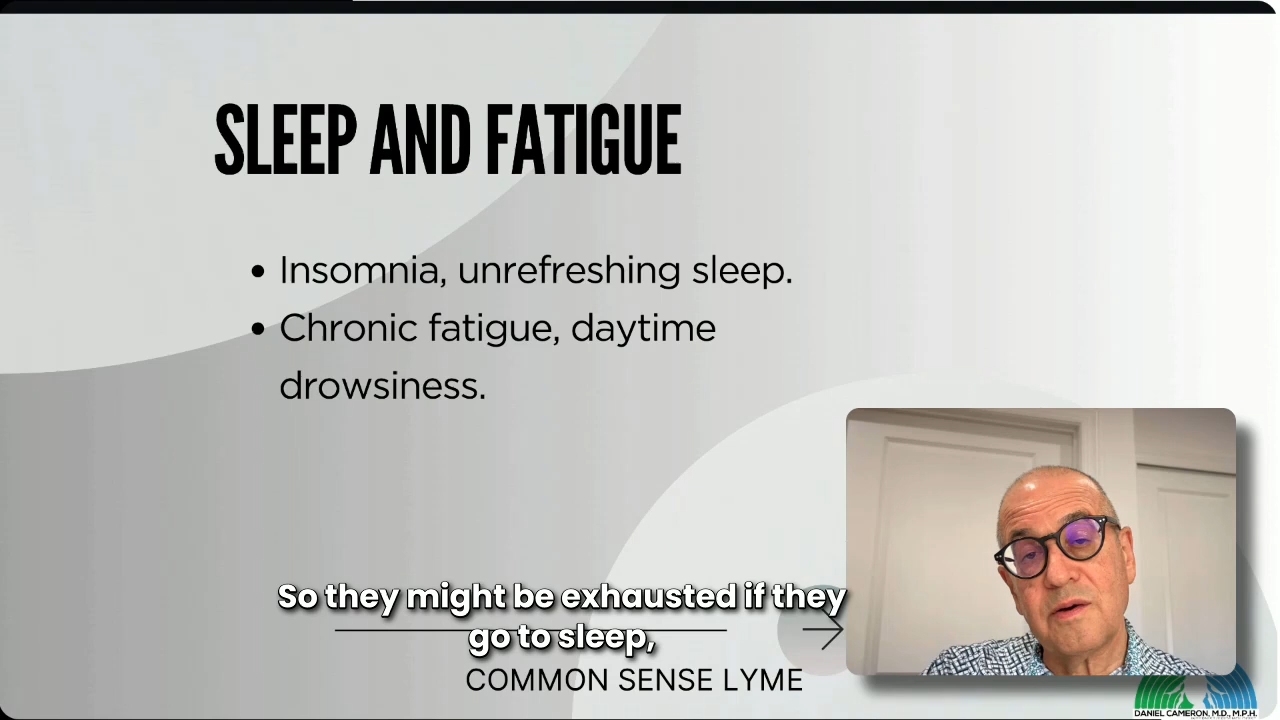 SLEEP AND FATIGUE
• Insomnia, unrefreshing sleep.
• Chronic fatigue, daytime
drowsiness.
So they might be exhausted if they
go to sleep,
COMMON SENSE LYME
DANIEL CAMERON, M.D., M.P.H.